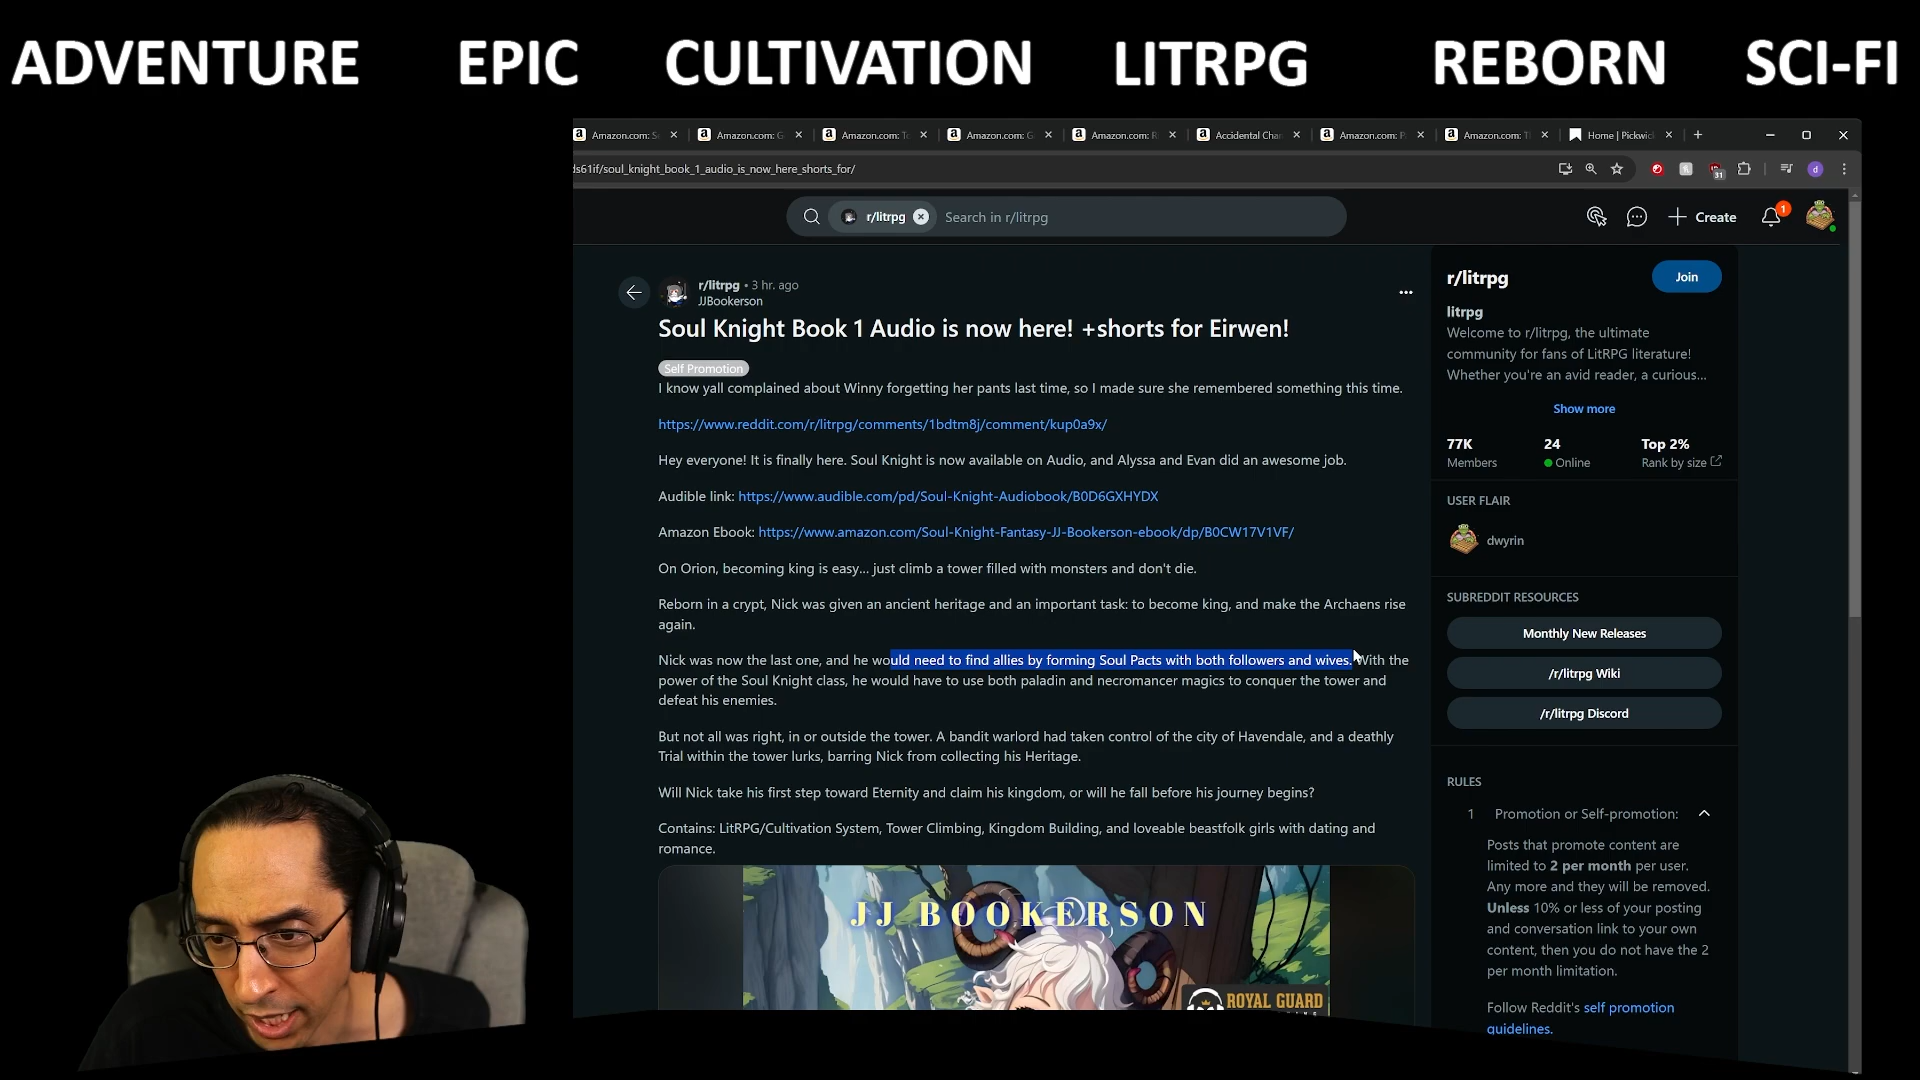 ADVENTURE EPIC CULTIVATION LITRPG REBORN SCI-FI
Amazon.com: S
Amazon.com: G
Amazon.com: T
Amazon.com: G
Amazon.com: R
Accidental Cha
Amazon.com: P
Amazon.com: T
Home | Pickwic
ds61if/soul_knight_book_1_audio_is_now_here_shorts_for/
31
d
r/litrpg
Search in r/litrpg
Create
1
r/litrpg • 3 hr. ago
JJBookerson
Soul Knight Book 1 Audio is now here! +shorts for Eirwen!
Self Promotion
I know yall complained about Winny forgetting her pants last time, so I made sure she remembered something this time.
https://www.reddit.com/r/litrpg/comments/1bdtm8j/comment/kup0a9x/
Hey everyone! It is finally here. Soul Knight is now available on Audio, and Alyssa and Evan did an awesome job.
Audible link: https://www.audible.com/pd/Soul-Knight-Audiobook/B0D6GXHYDX
Amazon Ebook: https://www.amazon.com/Soul-Knight-Fantasy-JJ-Bookerson-ebook/dp/B0CW17V1VF/
On Orion, becoming king is easy... just climb a tower filled with monsters and don't die.
Reborn in a crypt, Nick was given an ancient heritage and an important task: to become king, and make the Archaens rise
again.
Nick was now the last one, and he would need to find allies by forming Soul Pacts with both followers and wives. With the
power of the Soul Knight class, he would have to use both paladin and necromancer magics to conquer the tower and
defeat his enemies.
But not all was right, in or outside the tower. A bandit warlord had taken control of the city of Havendale, and a deathly
Trial within the tower lurks, barring Nick from collecting his Heritage.
Will Nick take his first step toward Eternity and claim his kingdom, or will he fall before his journey begins?
Contains: LitRPG/Cultivation System, Tower Climbing, Kingdom Building, and loveable beastfolk girls with dating and
romance.
JJ BOOKERSON
ROYAL GUARD
r/litrpg
Join
litrpg
Welcome to r/litrpg, the ultimate
community for fans of LitRPG literature!
Whether you're an avid reader, a curious...
Show more
77K 24 Top 2%
Members Online Rank by size
USER FLAIR
dwyrin
SUBREDDIT RESOURCES
Monthly New Releases
/r/litrpg Wiki
/r/litrpg Discord
RULES
1 Promotion or Self-promotion:
Posts that promote content are
limited to 2 per month per user.
Any more and they will be removed.
Unless 10% or less of your posting
and conversation link to your own
content, then you do not have the 2
per month limitation.
Follow Reddit's self promotion
guidelines.